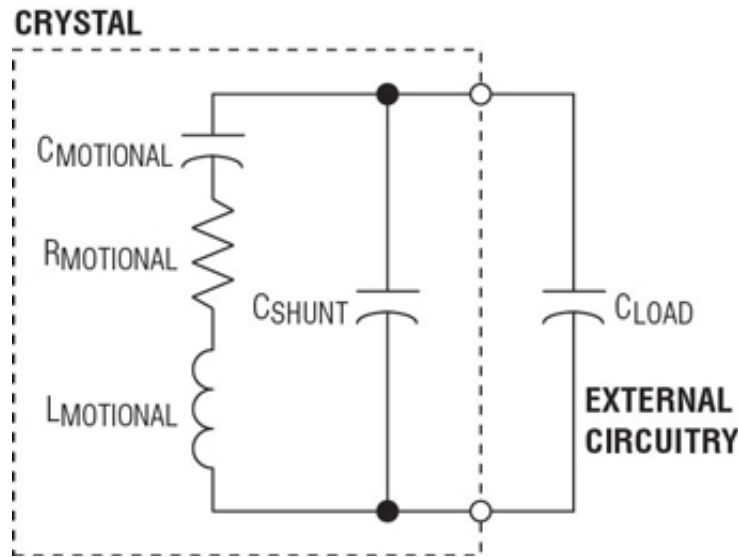 CRYSTAL
CMOTIONAL
RMOTIONAL
CSHUNT
CLOAD
LMOTIONAL
EXTERNAL
CIRCUITRY